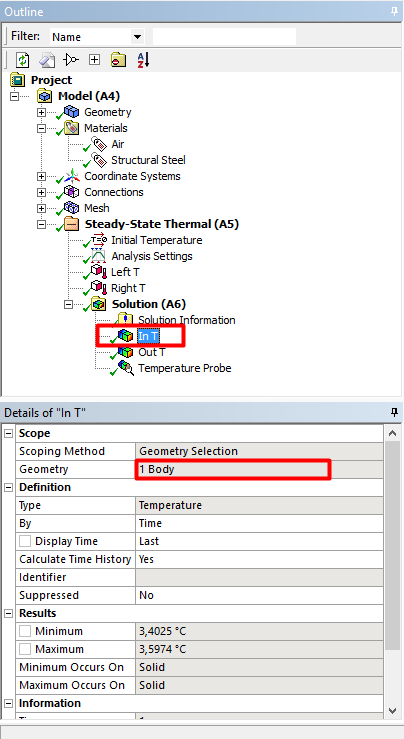 Outline
Filter: Name
Project
Model (A4)
Geometry
Materials
Air
Structural Steel
Coordinate Systems
Connections
Mesh
Steady-State Thermal (A5)
Initial Temperature
Analysis Settings
Left T
Right T
Solution (A6)
Solution Information
In T
Out T
Temperature Probe
Details of "In T"
Scope
Scoping Method Geometry Selection
Geometry 1 Body
Definition
Type Temperature
By Time
Display Time Last
Calculate Time History Yes
Identifier
Suppressed No
Results
Minimum 3,4025 °C
Maximum 3,5974 °C
Minimum Occurs On Solid
Maximum Occurs On Solid
Information